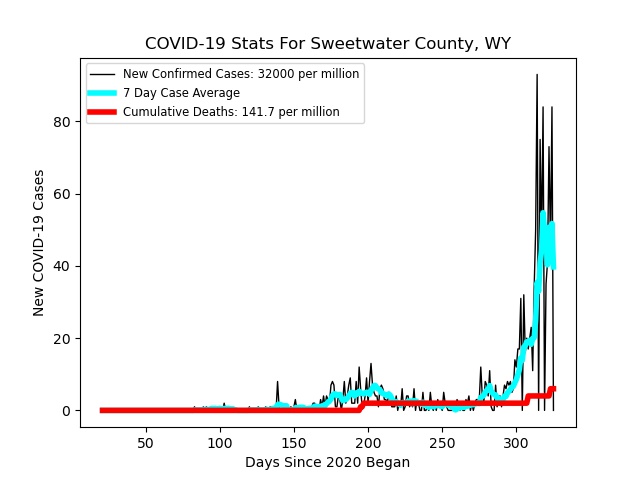 COVID-19 Stats For Sweetwater County, WY
New Confirmed Cases: 32000 per million
7 Day Case Average
Cumulative Deaths: 141.7 per million
New COVID-19 Cases
80
60
40
20
0
50 100 150 200 250 300
Days Since 2020 Began